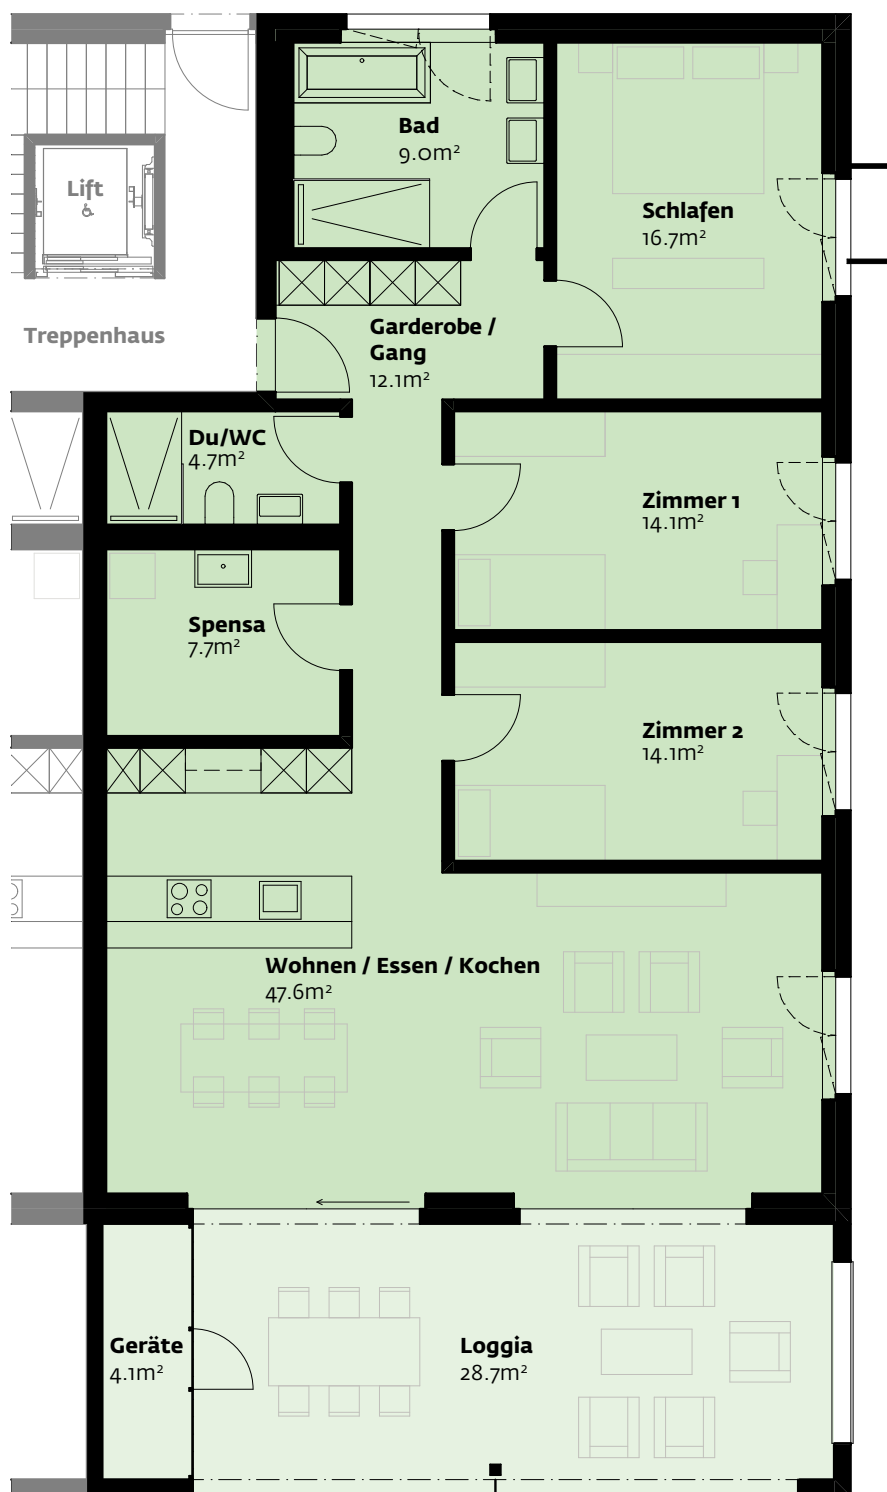 Bad
9.0m²
Lift
Schlafen
16.7m²
Treppenhaus
Garderobe /
Gang
12.1m²
Du/WC
4.7m²
Zimmer 1
14.1m²
Spensa
7.7m²
Zimmer 2
14.1m²
Wohnen / Essen / Kochen
47.6m²
Geräte
4.1m²
Loggia
28.7m²